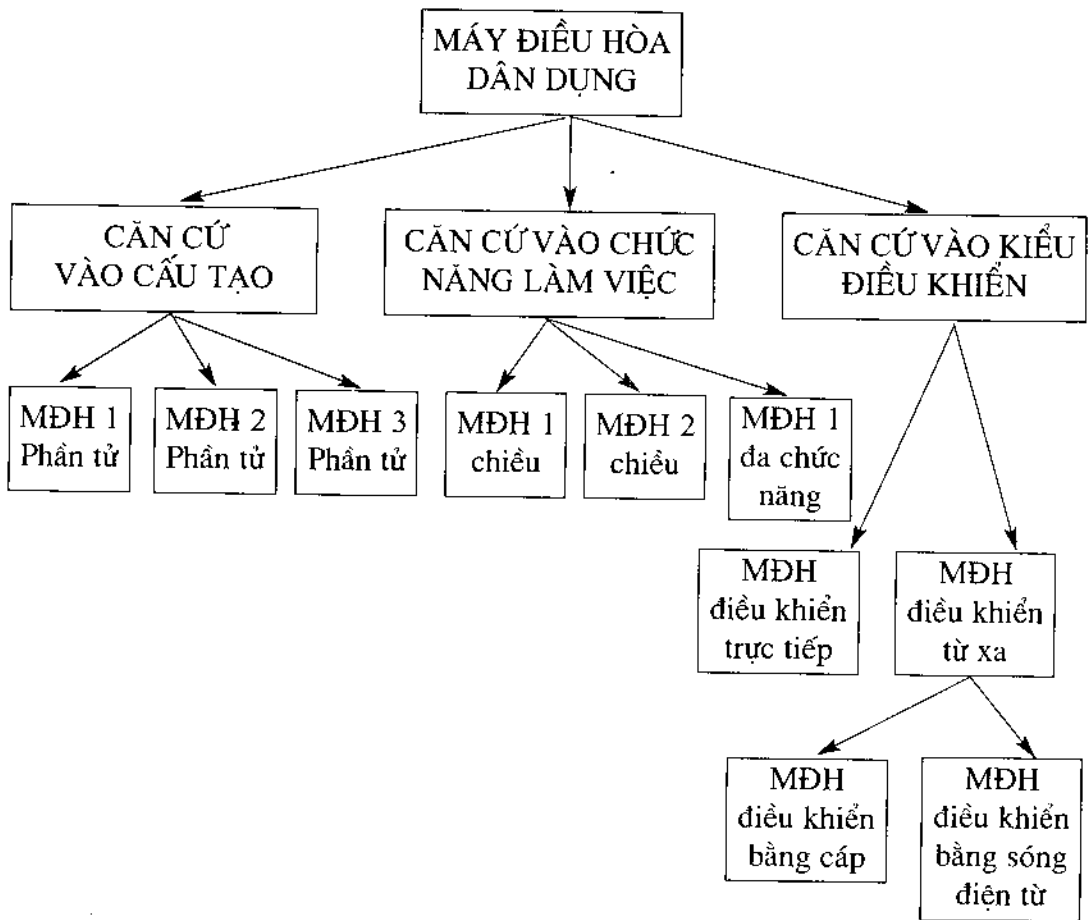 MÁY ĐIỀU HÒA
DÂN DỤNG
CĂN CỨ
VÀO CẤU TẠO
CĂN CỨ VÀO CHỨC
NĂNG LÀM VIỆC
CĂN CỨ VÀO KIỂU
ĐIỀU KHIỂN
MĐH 1
Phần tử
MĐH 2
Phần tử
MĐH 3
Phần tử
MĐH 1
chiều
MĐH 2
chiều
MĐH 1
đa chức
năng
MĐH
điều khiển
trực tiếp
MĐH
điều khiển
từ xa
MĐH
điều khiển
bằng cáp
MĐH
điều khiển
bằng sóng
điện từ